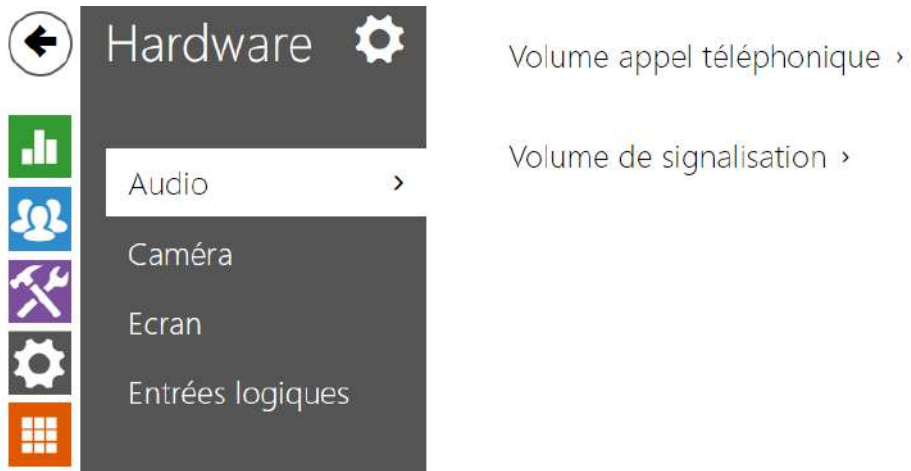 Hardware
Audio
Caméra
Ecran
Entrées logiques
Volume appel téléphonique
Volume de signalisation